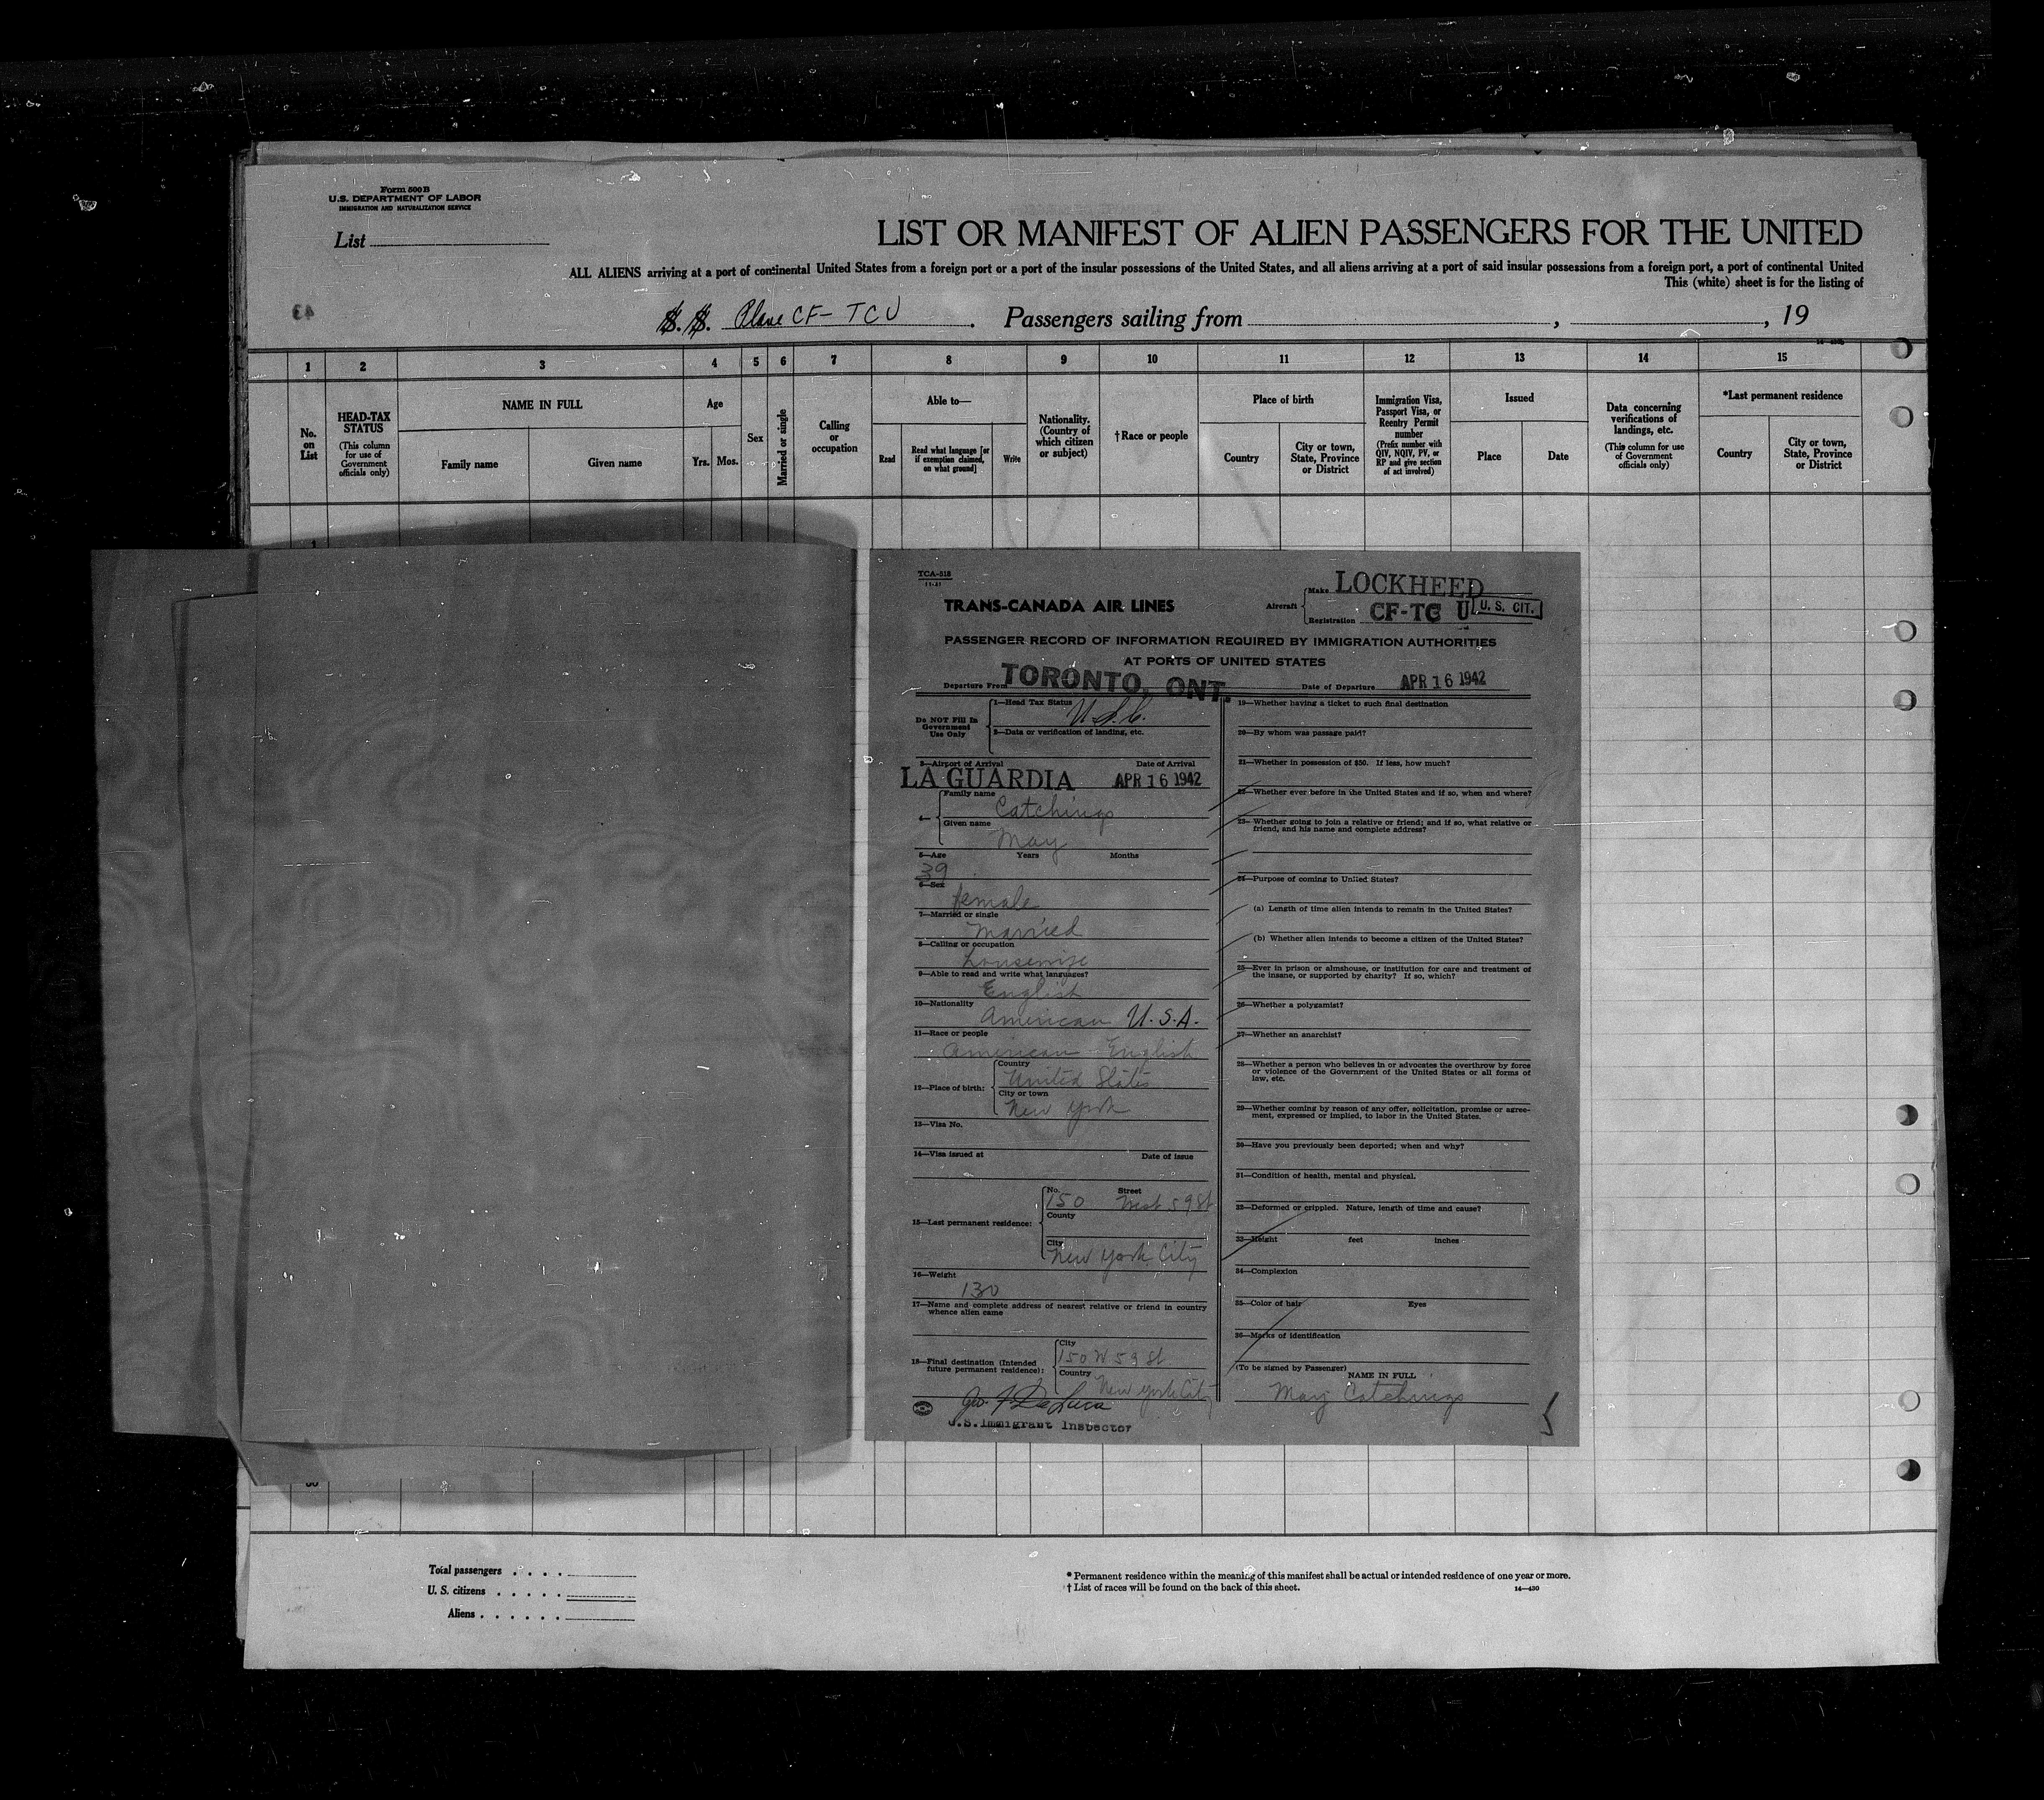 Form 500B
U.S. DEPARTMENT OF LABOR
IMMIGRATION AND NATURALIZATION SERVICE
List
LIST OR MANIFEST OF ALIEN PASSENGERS FOR THE UNITED
ALL ALIENS arriving at a port of continental United States from a foreign port or a port of the insular possessions of the United States, and all aliens arriving at a port of said insular possessions from a foreign port, a port of continental United
This (white) sheet is for the listing of
S. S. Plane CF-TCU. Passengers sailing from , , 19
1 2 3 4 5 6 7 8 9 10 11 12 13 14 15
No. on List
HEAD-TAX STATUS
(This column for use of Government officials only)
NAME IN FULL
Family name
Given name
Age
Yrs. Mos.
Sex
Married or single
Calling or occupation
Able to—
Read
Read what language [or if exemption claimed, on what ground]
Write
Nationality. (Country of which citizen or subject)
†Race or people
Place of birth
Country
City or town, State, Province or District
Immigration Visa, Passport Visa, or Reentry Permit number
(Prefix number with QIV, NQIV, PV, or RP and give section of act involved)
Issued
Place
Date
Data concerning verifications of landings, etc.
(This column for use of Government officials only)
*Last permanent residence
Country
City or town, State, Province or District
TCA-518
TRANS-CANADA AIR LINES
Aircraft
Make LOCKHEED
Registration CF-TC U
U. S. CIT.
PASSENGER RECORD OF INFORMATION REQUIRED BY IMMIGRATION AUTHORITIES
AT PORTS OF UNITED STATES
Departure From TORONTO, ONT. Date of Departure APR 16 1942
Do NOT Fill In Government Use Only
1—Head Tax Status
U.S.C.
2—Data or verification of landing, etc.
3—Airport of Arrival Date of Arrival
LA GUARDIA APR 16 1942
4—
Family name
Catchings
Given name
May
5—Age Years Months
39
6—Sex
female
7—Married or single
married
8—Calling or occupation
housewife
9—Able to read and write what languages?
English
10—Nationality
American U.S.A.
11—Race or people
American English
12—Place of birth:
Country
United States
City or town
New York
13—Visa No.
14—Visa issued at Date of issue
15—Last permanent residence:
No. Street
150 West 59 St
County
City
New York City
16—Weight
130
17—Name and complete address of nearest relative or friend in country
whence alien came
18—Final destination (Intended
future permanent residence):
City
150 W 59 St
Country
New York City
Geo. F. De Luca
U.S. Immigrant Inspector
19—Whether having a ticket to such final destination
20—By whom was passage paid?
21—Whether in possession of $50. If less, how much?
22—Whether ever before in the United States and if so, when and where?
23—Whether going to join a relative or friend; and if so, what relative or
friend, and his name and complete address?
24—Purpose of coming to United States?
(a) Length of time alien intends to remain in the United States?
(b) Whether alien intends to become a citizen of the United States?
25—Ever in prison or almshouse, or institution for care and treatment of
the insane, or supported by charity? If so, which?
26—Whether a polygamist?
27—Whether an anarchist?
28—Whether a person who believes in or advocates the overthrow by force
or violence of the Government of the United States or all forms of
law, etc.
29—Whether coming by reason of any offer, solicitation, promise or agree-
ment, expressed or implied, to labor in the United States.
30—Have you previously been deported; when and why?
31—Condition of health, mental and physical.
32—Deformed or crippled. Nature, length of time and cause?
33—Height feet inches
34—Complexion
35—Color of hair Eyes
36—Marks of identification
(To be signed by Passenger)
NAME IN FULL
May Catchings
Total passengers
U. S. citizens
Aliens
* Permanent residence within the meaning of this manifest shall be actual or intended residence of one year or more.
† List of races will be found on the back of this sheet.
14—430